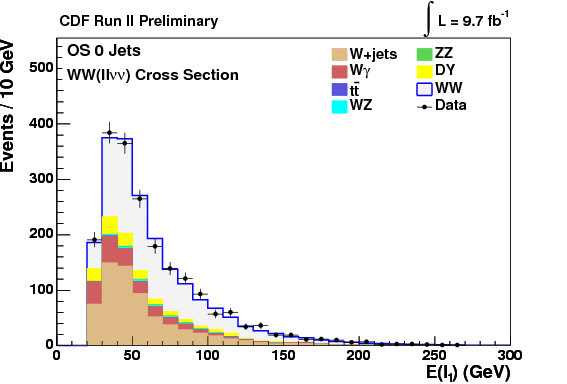 CDF Run II Preliminary
∫ L = 9.7 fb⁻¹
OS 0 Jets
WW(llνν) Cross Section
W+jets
Wγ
tt̄
WZ
ZZ
DY
WW
Data
Events / 10 GeV
500
400
300
200
100
0
0 50 100 150 200 250 300
E(l₁) (GeV)